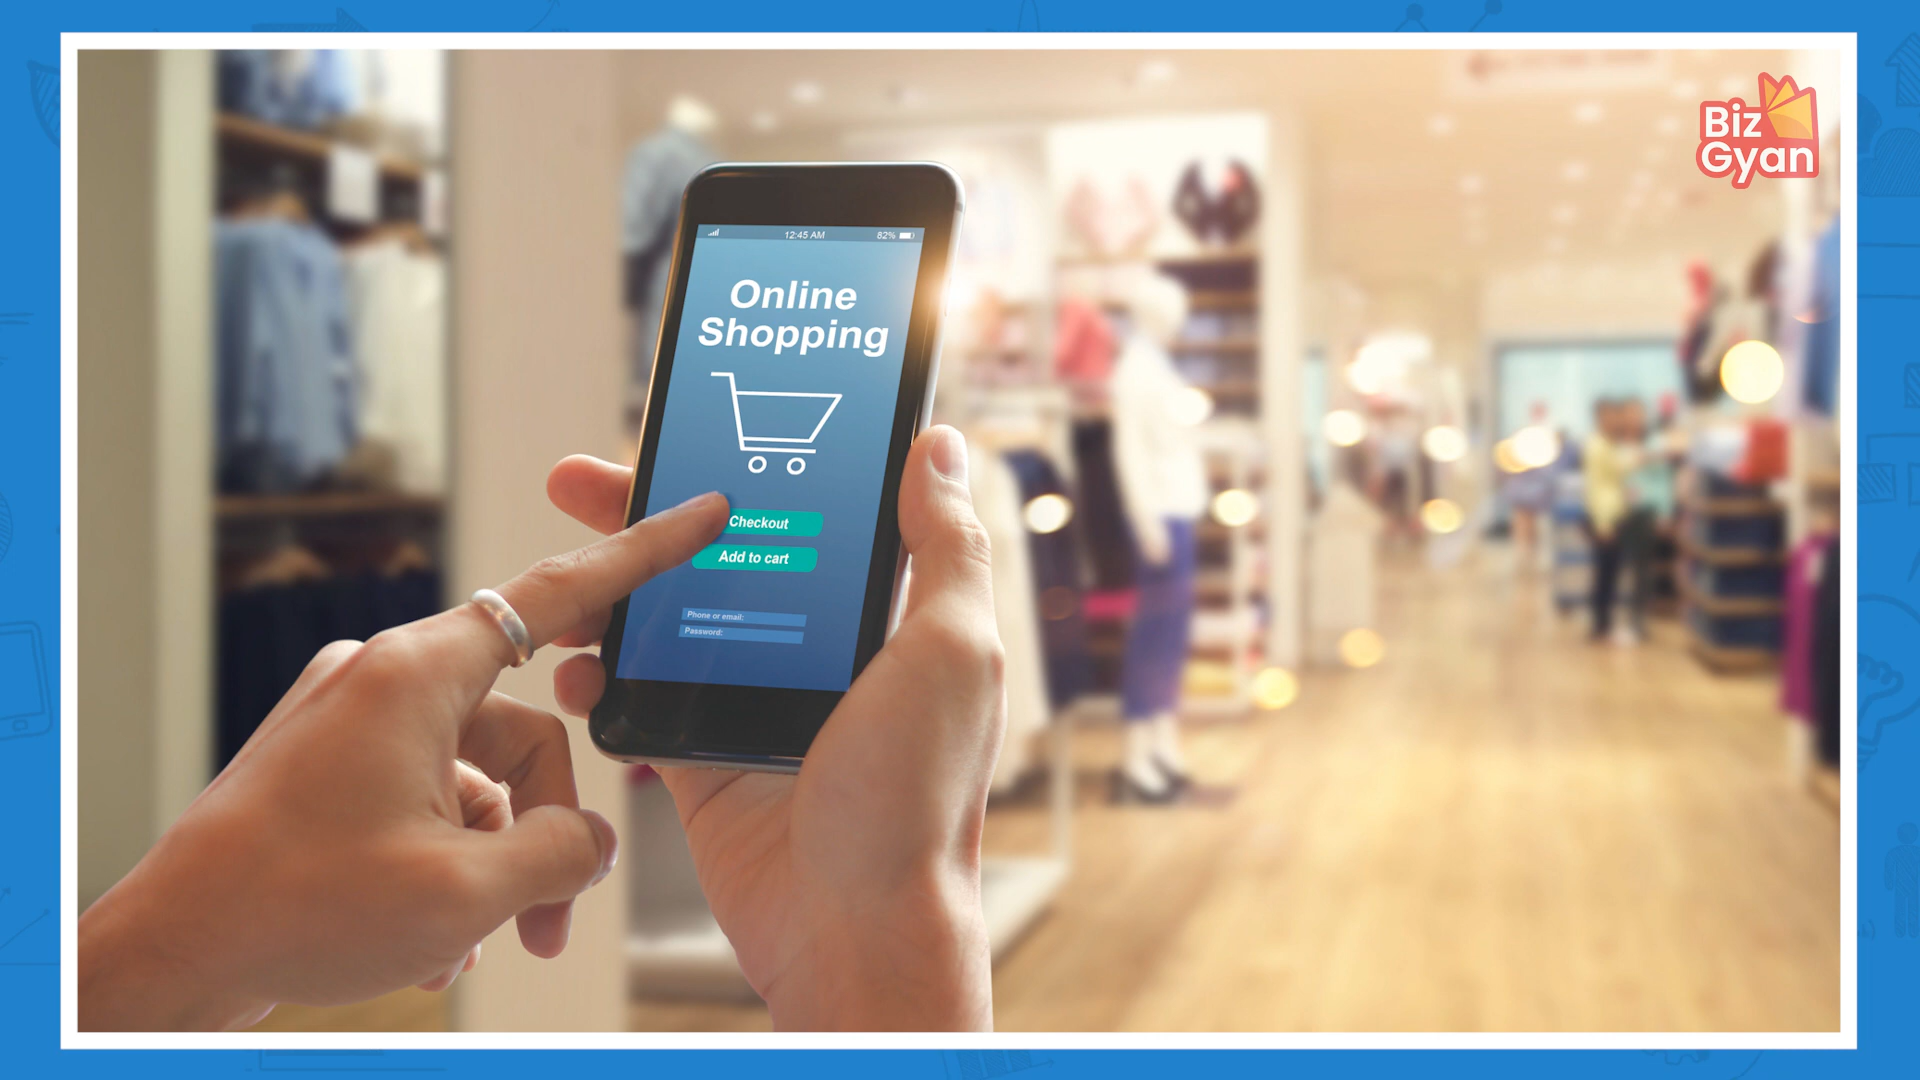 Biz
Gyan
12:45 AM
82%
Online
Shopping
Checkout
Add to cart
Phone or email:
Password: